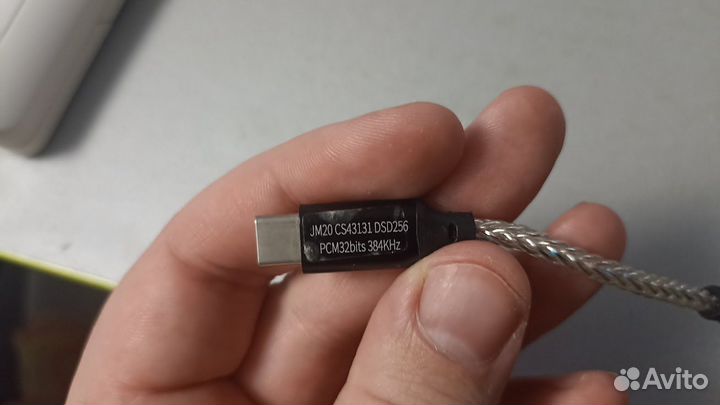 JM20 CS43131 DSD256
PCM32bits 384KHz
Avito